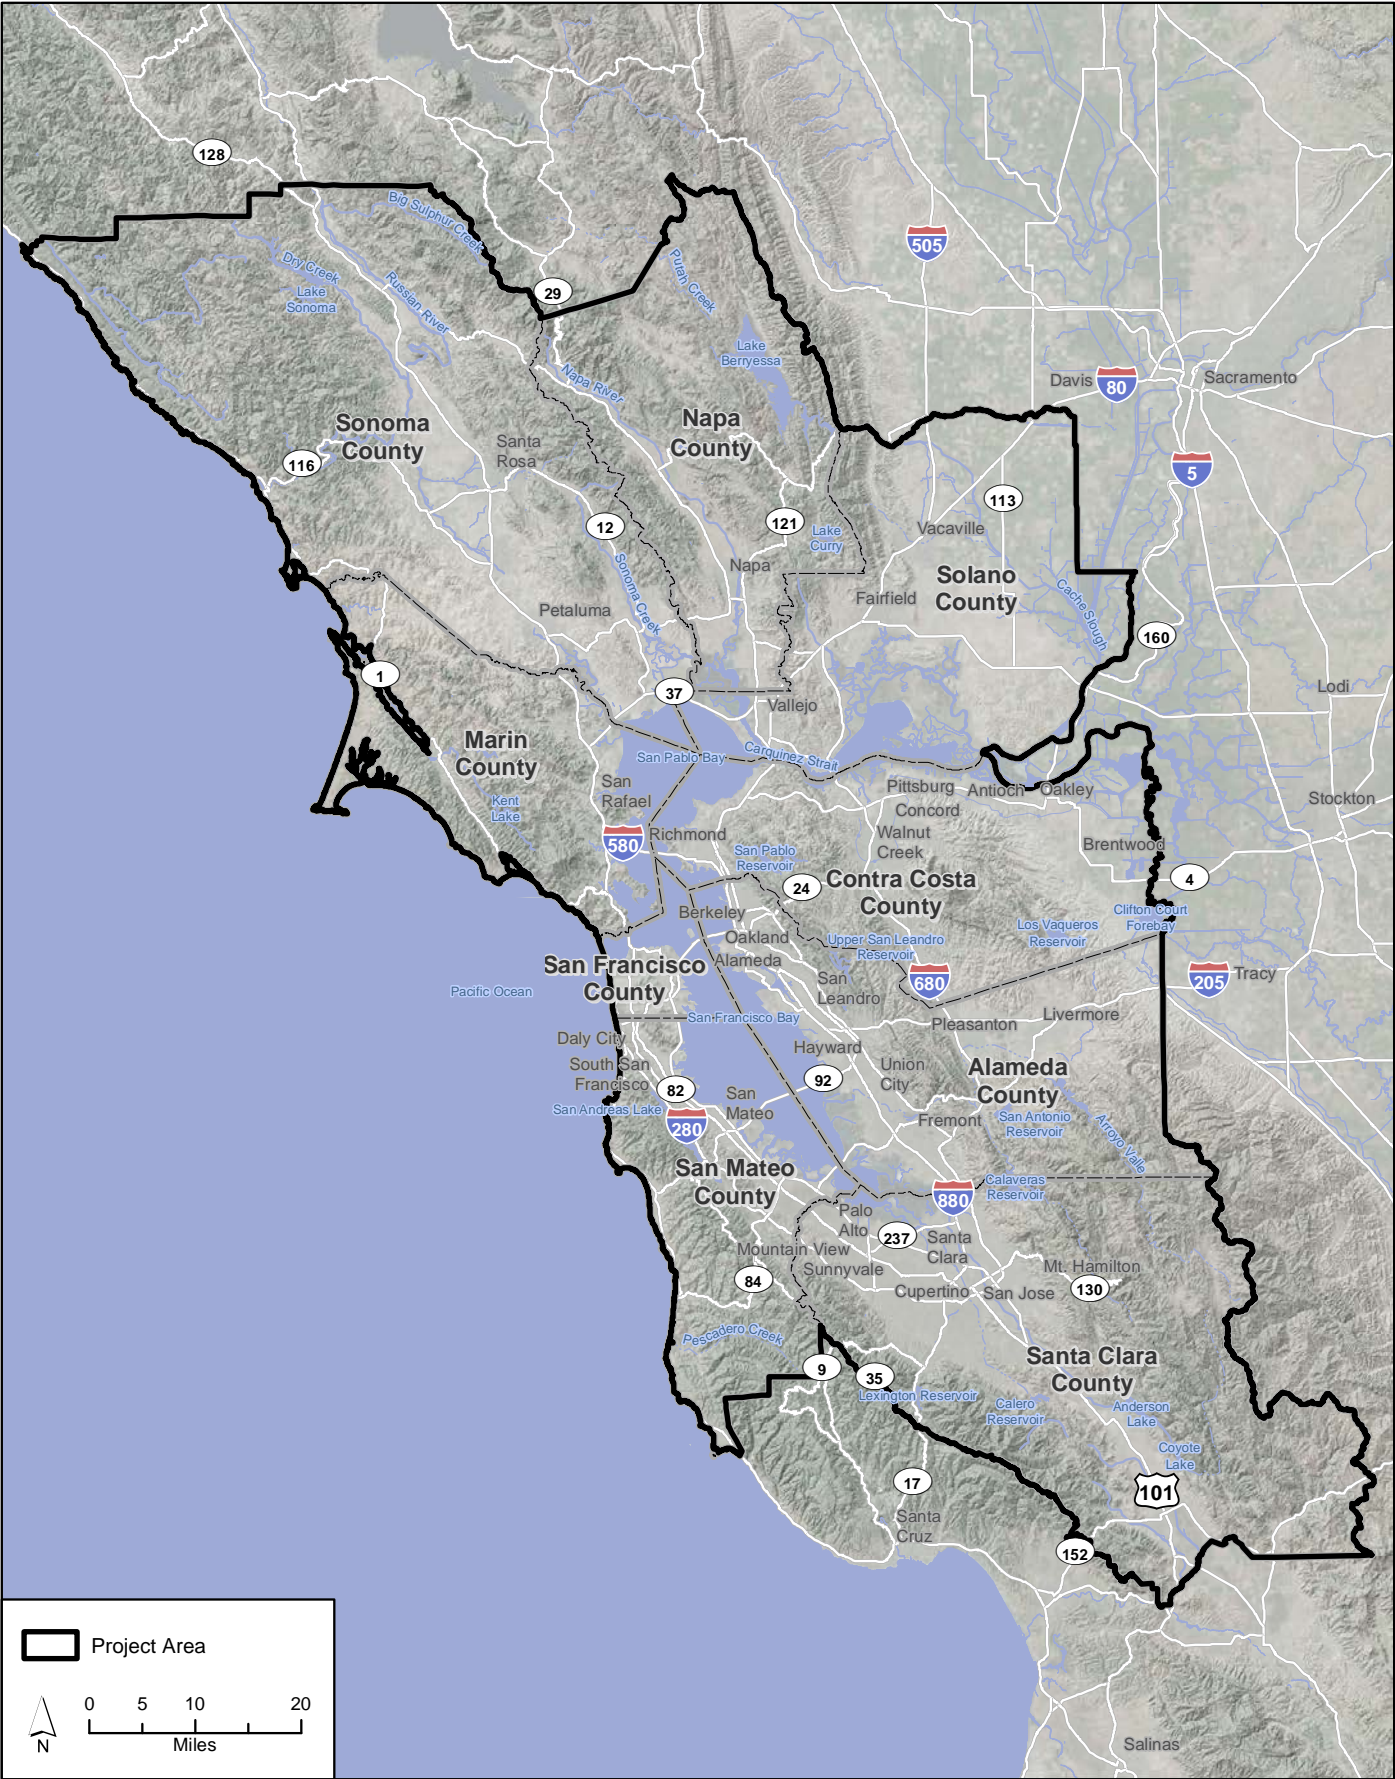 128
Big Sulphur Creek
505
Dry Creek
Lake
Sonoma
Russian River
29
Putah Creek
Lake
Berryessa
Napa River
Davis
80
Sacramento
Sonoma
County
Napa
County
Santa
Rosa
116
5
113
12
121
Lake
Curry
Vacaville
Napa
Solano
County
Sonoma Creek
Petaluma
Fairfield
Cache Slough
160
1
37
Vallejo
Lodi
Marin
County
San Pablo Bay
Carquinez Strait
San
Rafael
Kent
Lake
Pittsburg
Antioch
Oakley
Concord
Stockton
580
Richmond
Walnut
Creek
Brentwood
San Pablo
Reservoir
24
Contra Costa
County
4
Berkeley
Clifton Court
Forebay
Los Vaqueros
Reservoir
Oakland
Upper San Leandro
Reservoir
Alameda
San Francisco
County
680
205
Tracy
San
Leandro
Pacific Ocean
San Francisco Bay
Pleasanton
Livermore
Daly City
Hayward
South San
Francisco
Union
City
Alameda
County
82
92
San
Mateo
San Andreas Lake
280
Fremont
San Antonio
Reservoir
Arroyo Valle
San Mateo
County
Calaveras
Reservoir
880
Palo
Alto
237
Santa
Clara
Mountain View
Sunnyvale
Mt. Hamilton
84
130
Cupertino
San Jose
Pescadero Creek
9
35
Santa Clara
County
Lexington Reservoir
Calero
Reservoir
Anderson
Lake
Coyote
Lake
17
101
Santa
Cruz
152
Salinas
Project Area
N
0 5 10 20
Miles